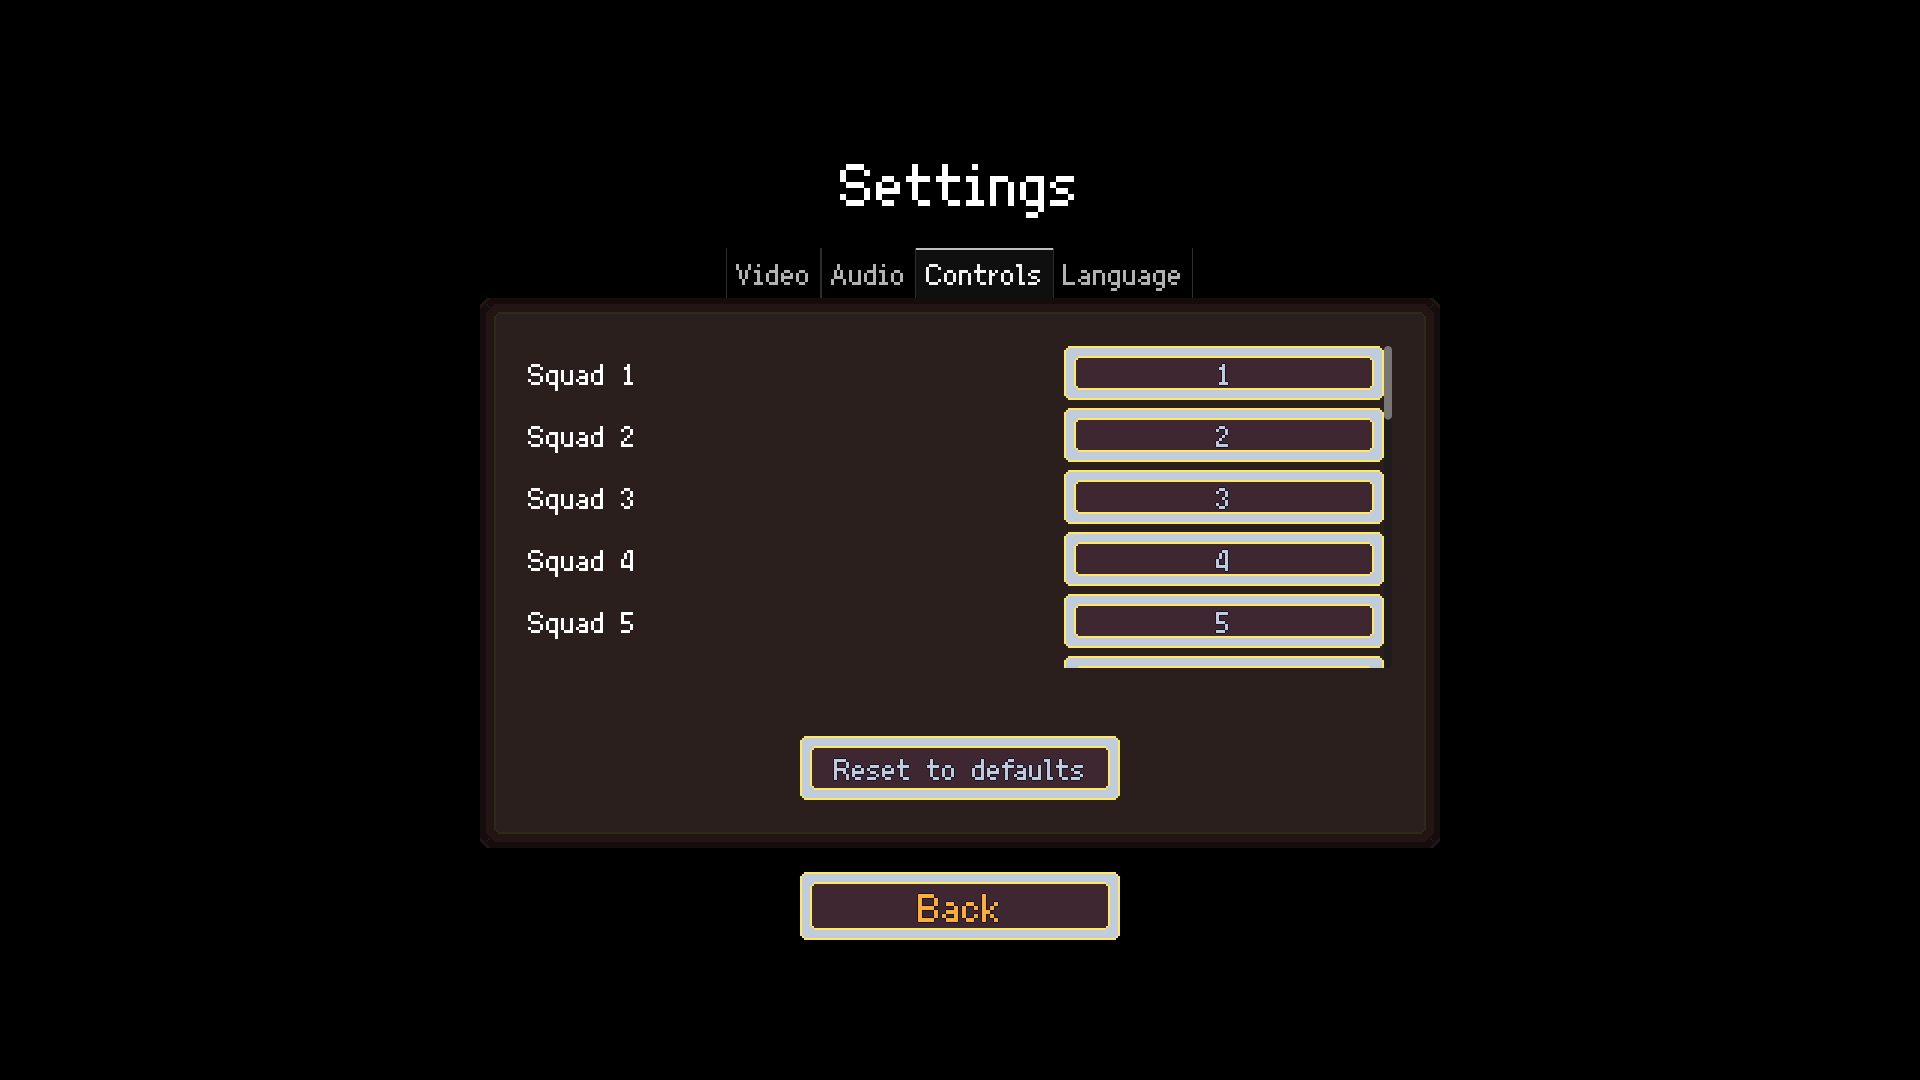 Settings
Video Audio Controls Language
Squad 1 1
Squad 2 2
Squad 3 3
Squad 4 4
Squad 5 5
Reset to defaults
Back